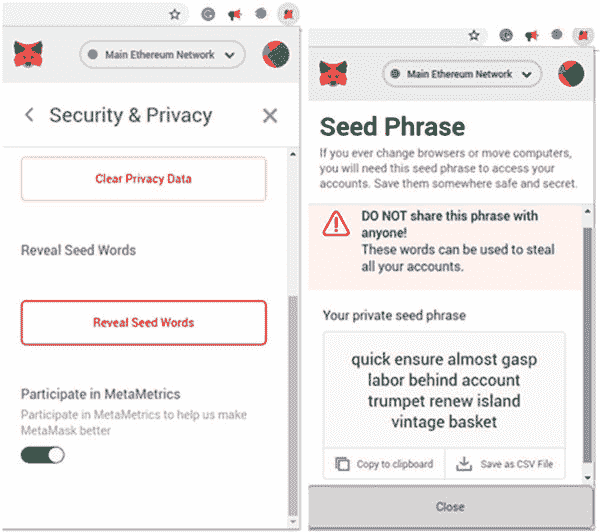 Main Ethereum Network
Security & Privacy
Clear Privacy Data
Reveal Seed Words
Reveal Seed Words
Participate in MetaMetrics
Participate in MetaMetrics to help us make
MetaMask better
Main Ethereum Network
Seed Phrase
If you ever change browsers or move computers,
you will need this seed phrase to access your
accounts. Save them somewhere safe and secret.
DO NOT share this phrase with
anyone!
These words can be used to steal
all your accounts.
Your private seed phrase
quick ensure almost gasp
labor behind account
trumpet renew island
vintage basket
Copy to clipboard
Save as CSV File
Close